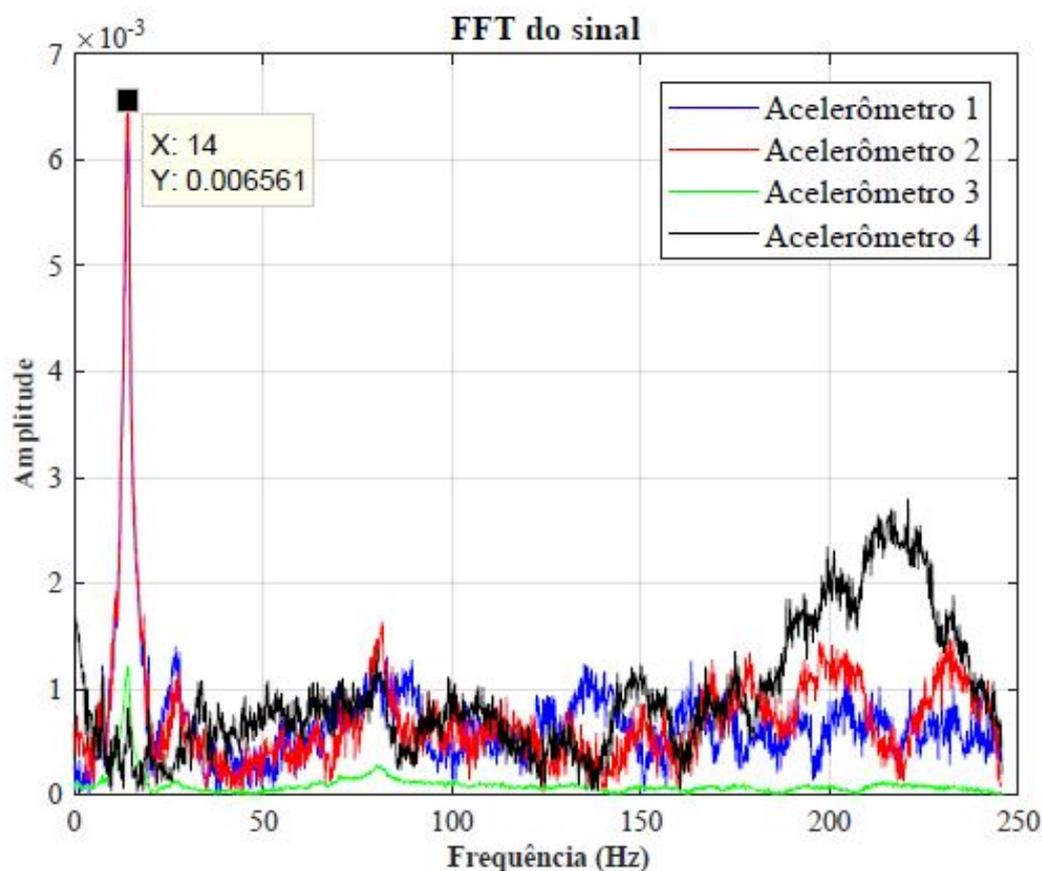 FFT do sinal
×10-3
7
6
5
4
3
2
1
0
Amplitude
X: 14
Y: 0.006561
Acelerômetro 1
Acelerômetro 2
Acelerômetro 3
Acelerômetro 4
0 50 100 150 200 250
Frequência (Hz)